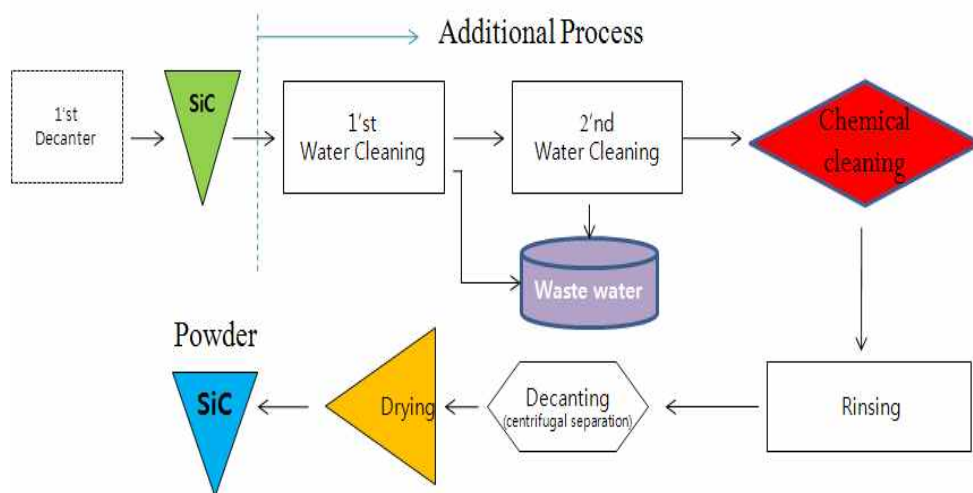 Additional Process
1'st
Decanter
SiC
1'st
Water Cleaning
2'nd
Water Cleaning
Chemical
cleaning
Waste water
Powder
SiC
Drying
Decanting
(centrifugal separation)
Rinsing